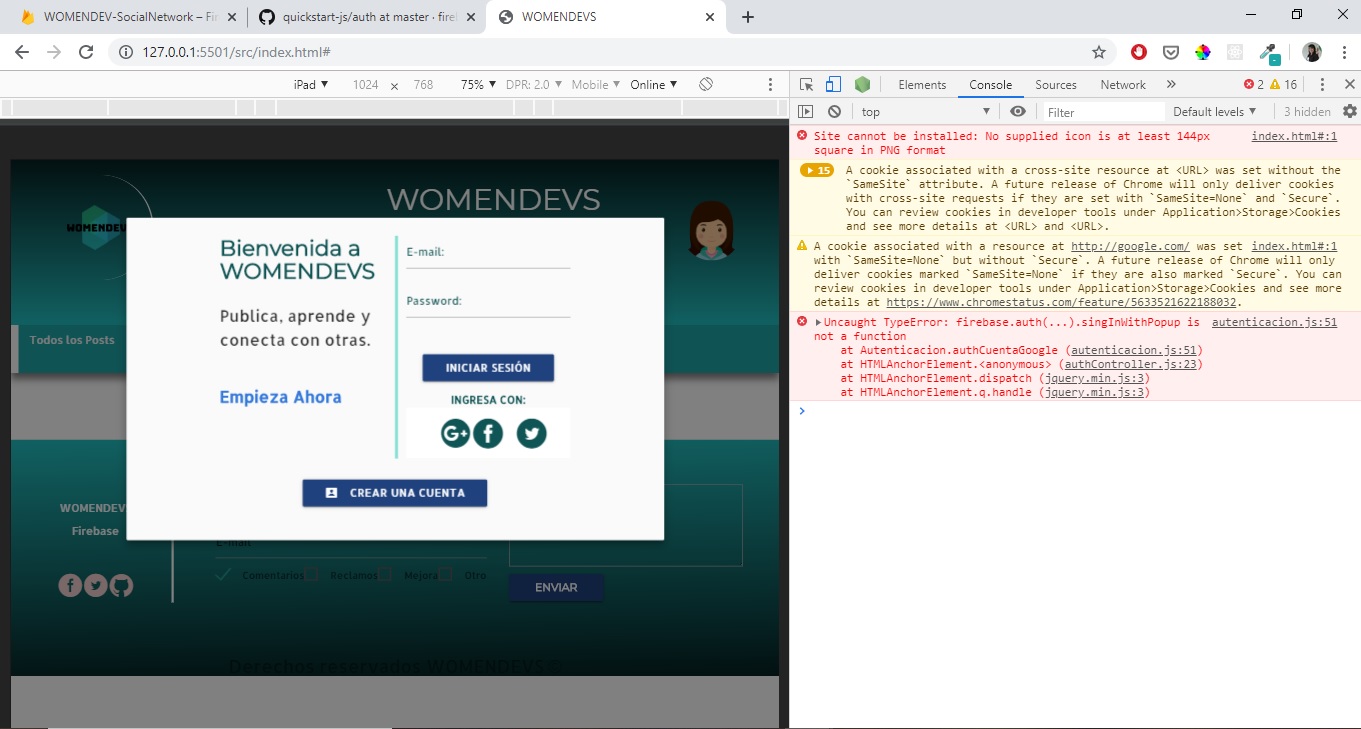 WOMENDEV-SocialNetwork – Fir
quickstart-js/auth at master · fire
WOMENDEVS
127.0.0.1:5501/src/index.html#
iPad ▼ 1024 × 768 75% ▼ DPR: 2.0 ▼ Mobile ▼ Online ▼
WOMENDEVS
WOMENDEV
Todos los Posts
Bienvenida a
WOMENDEVS
Publica, aprende y
conecta con otras.
Empieza Ahora
E-mail:
Password:
INICIAR SESIÓN
INGRESA CON:
G+
CREAR UNA CUENTA
WOMENDEV
Firebase
E-mail
Comentarios Reclamos Mejora Otro
ENVIAR
Derechos reservados WOMENDEVS ©
Elements Console Sources Network » 2 16
top ▼ Filter Default levels ▼ 3 hidden
Site cannot be installed: No supplied icon is at least 144px index.html#:1
square in PNG format
15 A cookie associated with a cross-site resource at <URL> was set without the
`SameSite` attribute. A future release of Chrome will only deliver cookies
with cross-site requests if they are set with `SameSite=None` and `Secure`.
You can review cookies in developer tools under Application>Storage>Cookies
and see more details at <URL> and <URL>.
A cookie associated with a resource at http://google.com/ was set index.html#:1
with `SameSite=None` but without `Secure`. A future release of Chrome will only
deliver cookies marked `SameSite=None` if they are also marked `Secure`. You can
review cookies in developer tools under Application>Storage>Cookies and see more
details at https://www.chromestatus.com/feature/5633521622188032.
Uncaught TypeError: firebase.auth(...).singInWithPopup is autenticacion.js:51
not a function
at Autenticacion.authCuentaGoogle (autenticacion.js:51)
at HTMLAnchorElement.<anonymous> (authController.js:23)
at HTMLAnchorElement.dispatch (jquery.min.js:3)
at HTMLAnchorElement.q.handle (jquery.min.js:3)